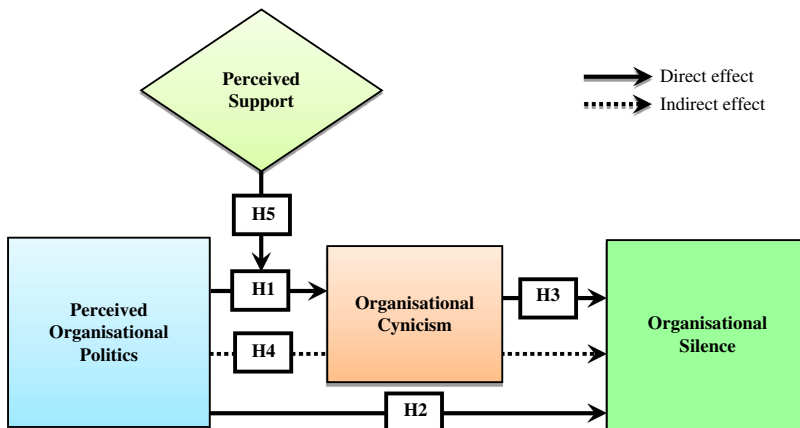 Perceived
Support
Direct effect
Indirect effect
H5
Perceived
Organisational
Politics
H1
H4
Organisational
Cynicism
H3
H2
Organisational
Silence